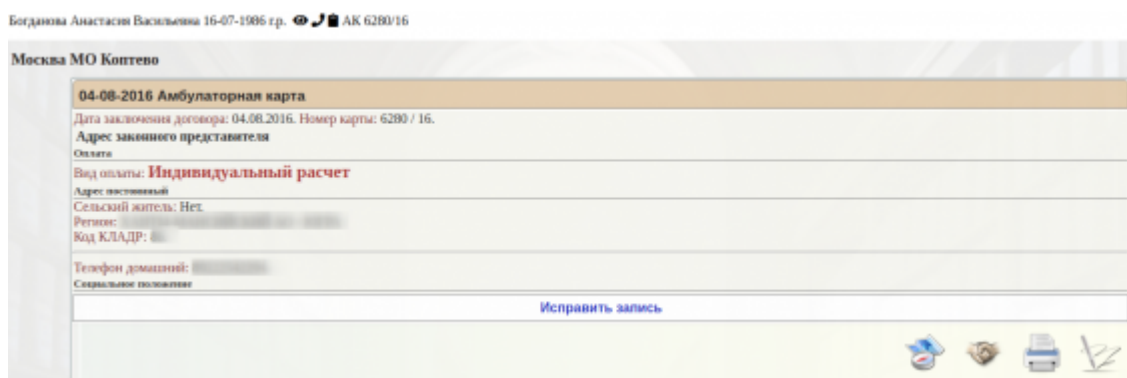 Богданова Анастасия Васильевна 16-07-1986 г.р. АК 6280/16
Москва МО Коптево
04-08-2016 Амбулаторная карта
Дата заключения договора: 04.08.2016. Номер карты: 6280 / 16.
Адрес законного представителя
Оплата
Вид оплаты: Индивидуальный расчет
Адрес постоянный
Сельский житель: Нет.
Регион:
Код КЛАДР:
Телефон домашний:
Социальное положение
Исправить запись